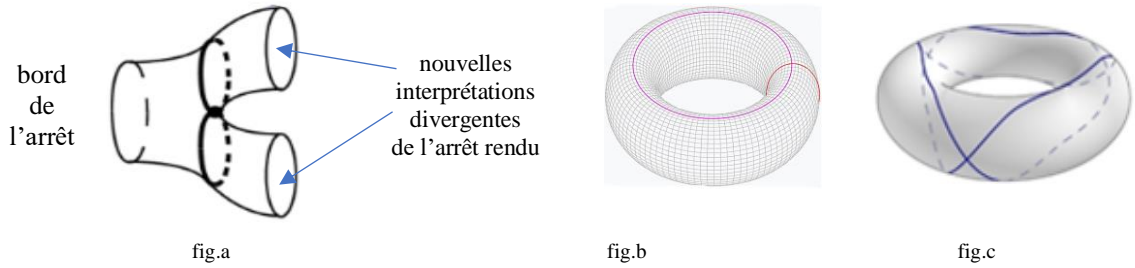 bord
de
l’arrêt
nouvelles
interprétations
divergentes
de l’arrêt rendu
fig.a
fig.b
fig.c